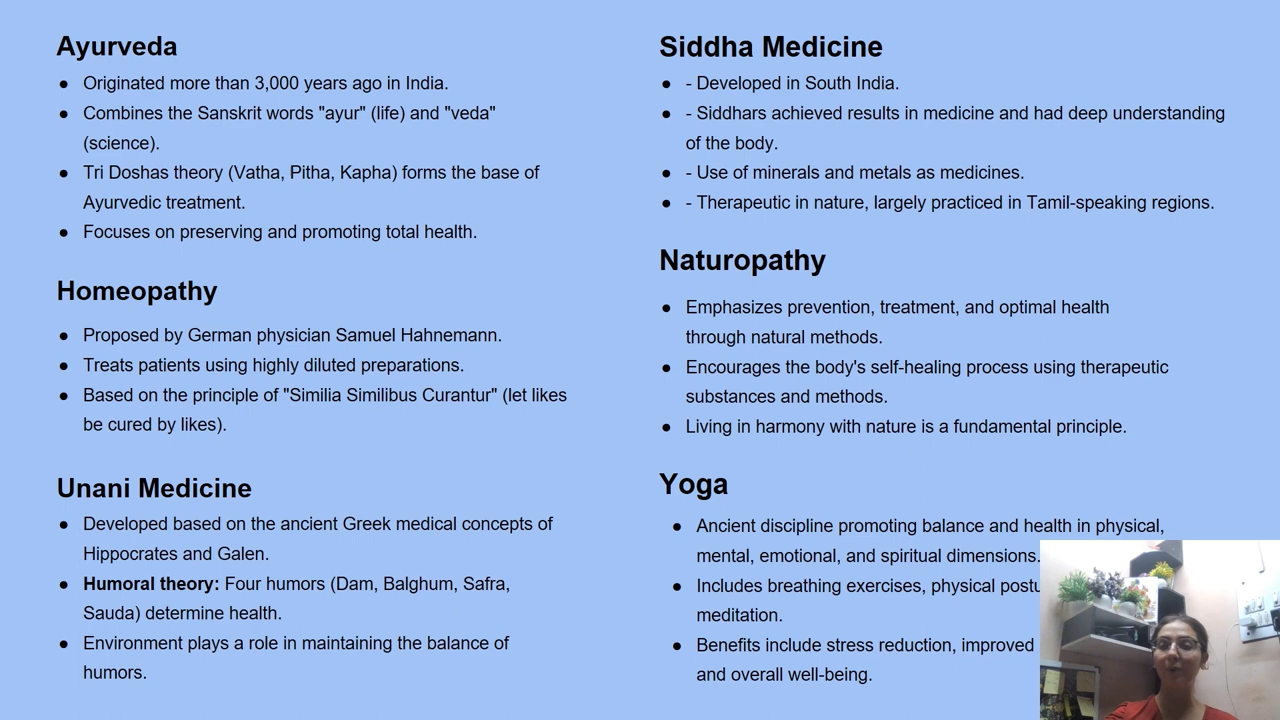 Ayurveda
● Originated more than 3,000 years ago in India.
● Combines the Sanskrit words "ayur" (life) and "veda"
(science).
● Tri Doshas theory (Vatha, Pitha, Kapha) forms the base of
Ayurvedic treatment.
● Focuses on preserving and promoting total health.
Homeopathy
● Proposed by German physician Samuel Hahnemann.
● Treats patients using highly diluted preparations.
● Based on the principle of "Similia Similibus Curantur" (let likes
be cured by likes).
Unani Medicine
● Developed based on the ancient Greek medical concepts of
Hippocrates and Galen.
● Humoral theory: Four humors (Dam, Balghum, Safra,
Sauda) determine health.
● Environment plays a role in maintaining the balance of
humors.
Siddha Medicine
● - Developed in South India.
● - Siddhars achieved results in medicine and had deep understanding
of the body.
● - Use of minerals and metals as medicines.
● - Therapeutic in nature, largely practiced in Tamil-speaking regions.
Naturopathy
● Emphasizes prevention, treatment, and optimal health
through natural methods.
● Encourages the body's self-healing process using therapeutic
substances and methods.
● Living in harmony with nature is a fundamental principle.
Yoga
● Ancient discipline promoting balance and health in physical,
mental, emotional, and spiritual dimensions.
● Includes breathing exercises, physical
meditation.
● Benefits include stress reduction, improved
and overall well-being.